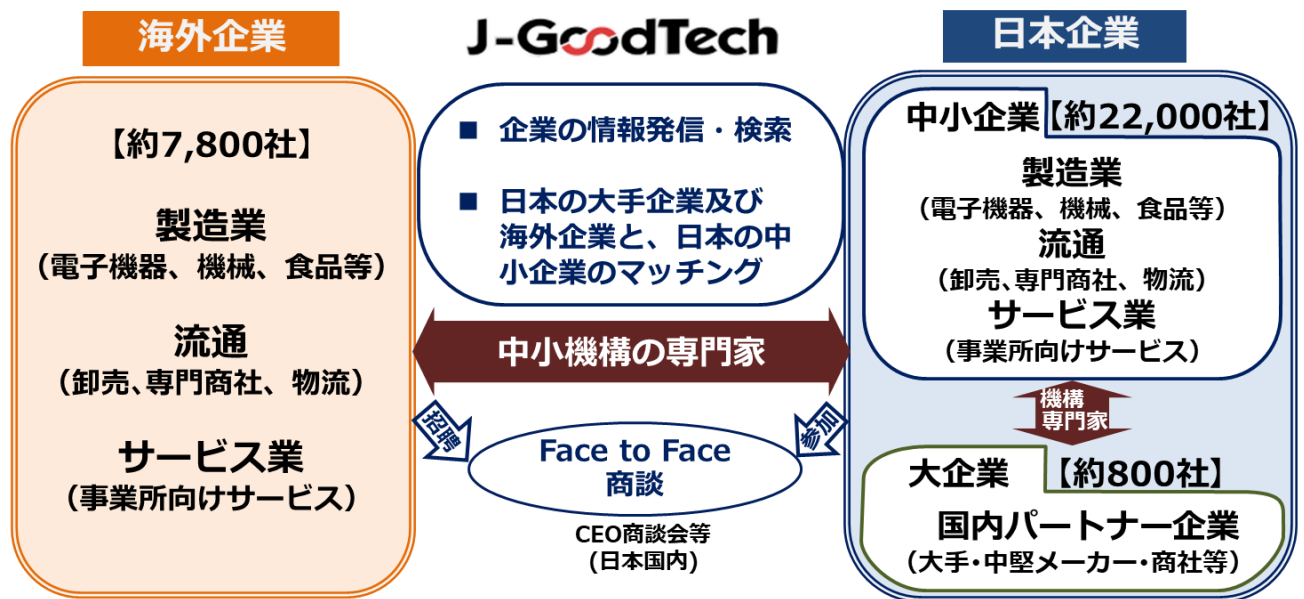 海外企業
【約7,800社】
製造業
（電子機器、機械、食品等）
流通
（卸売、専門商社、物流）
サービス業
（事業所向けサービス）
J-GoodTech
■ 企業の情報発信・検索
■ 日本の大手企業及び
海外企業と、日本の中
小企業のマッチング
中小機構の専門家
招聘
参加
Face to Face
商談
CEO商談会等
(日本国内)
日本企業
中小企業【約22,000社】
製造業
（電子機器、機械、食品等）
流通
（卸売、専門商社、物流）
サービス業
（事業所向けサービス）
機構
専門家
大企業 【約800社】
国内パートナー企業
（大手・中堅メーカー・商社等）